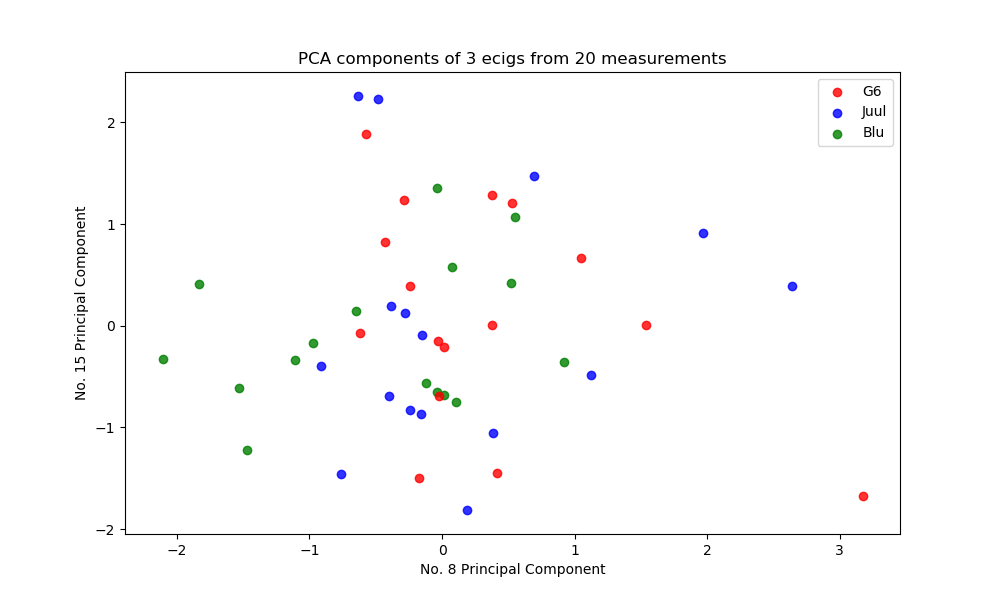 PCA components of 3 ecigs from 20 measurements
G6
Juul
Blu
No. 15 Principal Component
2
1
0
−1
−2
−2 −1 0 1 2 3
No. 8 Principal Component